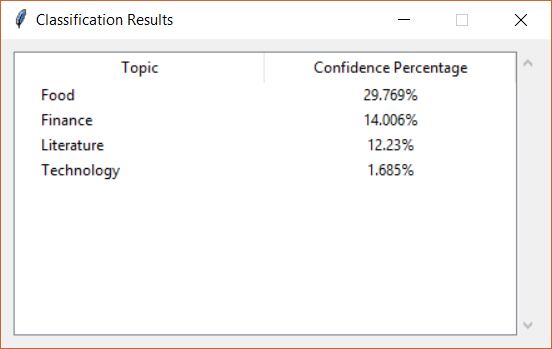 Classification Results
Topic Confidence Percentage
Food 29.769%
Finance 14.006%
Literature 12.23%
Technology 1.685%